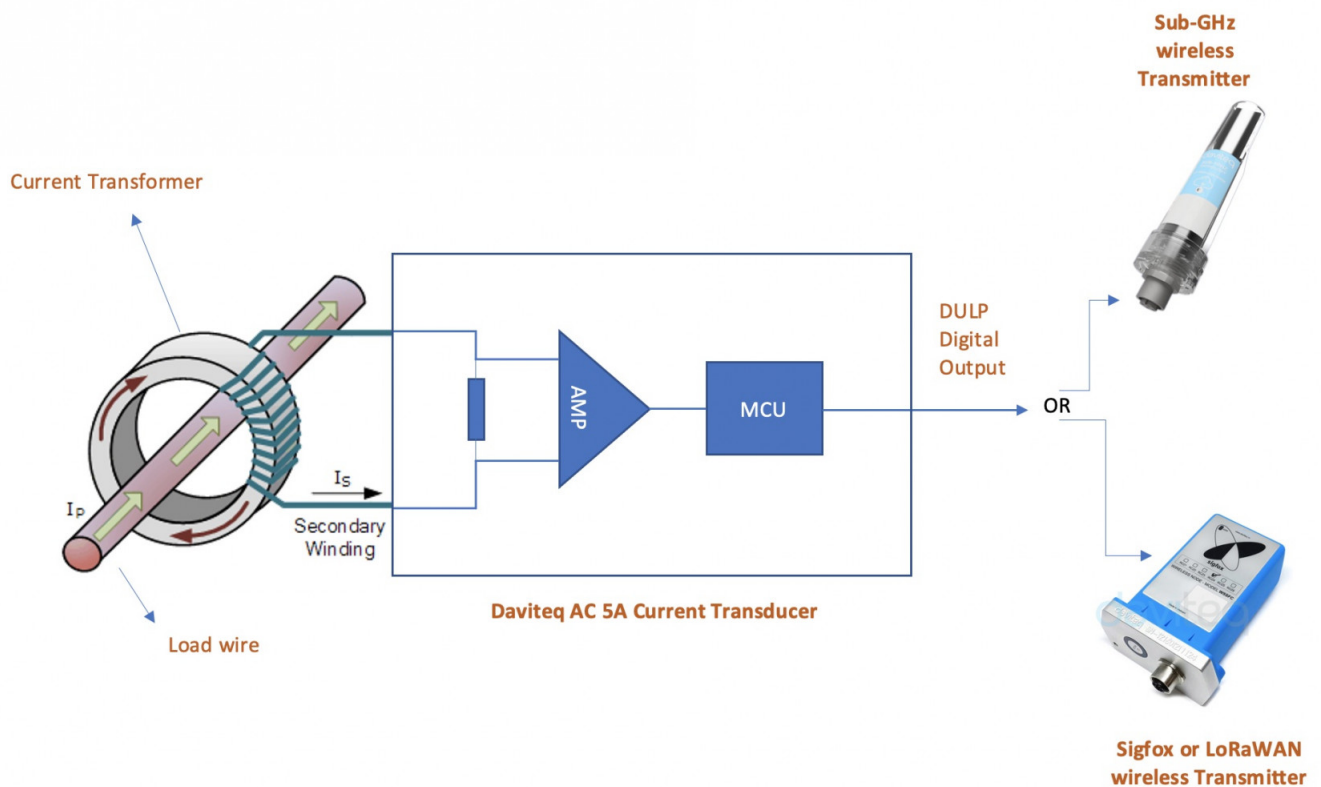 Sub-GHz
wireless
Transmitter
Current Transformer
DULP
Digital
Output
AMP
MCU
OR
IS
IP
Secondary
Winding
Daviteq AC 5A Current Transducer
Load wire
sigfox
Sigfox or LoRaWAN
wireless Transmitter